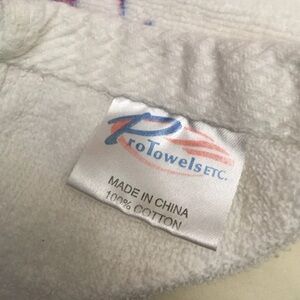 ProTowels ETC.
MADE IN CHINA
100% COTTON